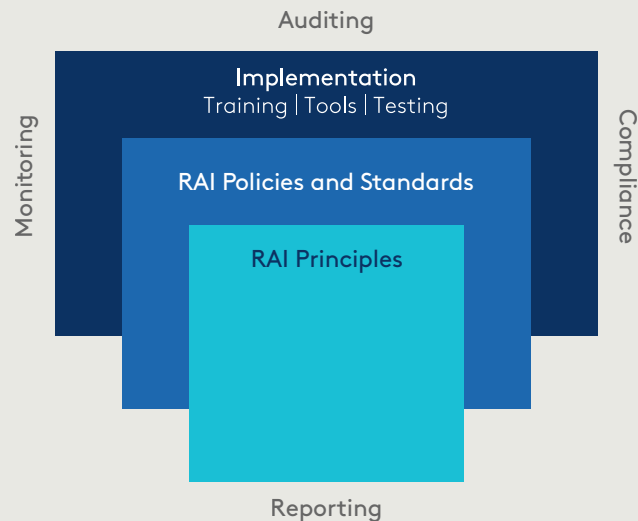 Auditing
Implementation
Training | Tools | Testing
Monitoring
Compliance
RAI Policies and Standards
RAI Principles
Reporting